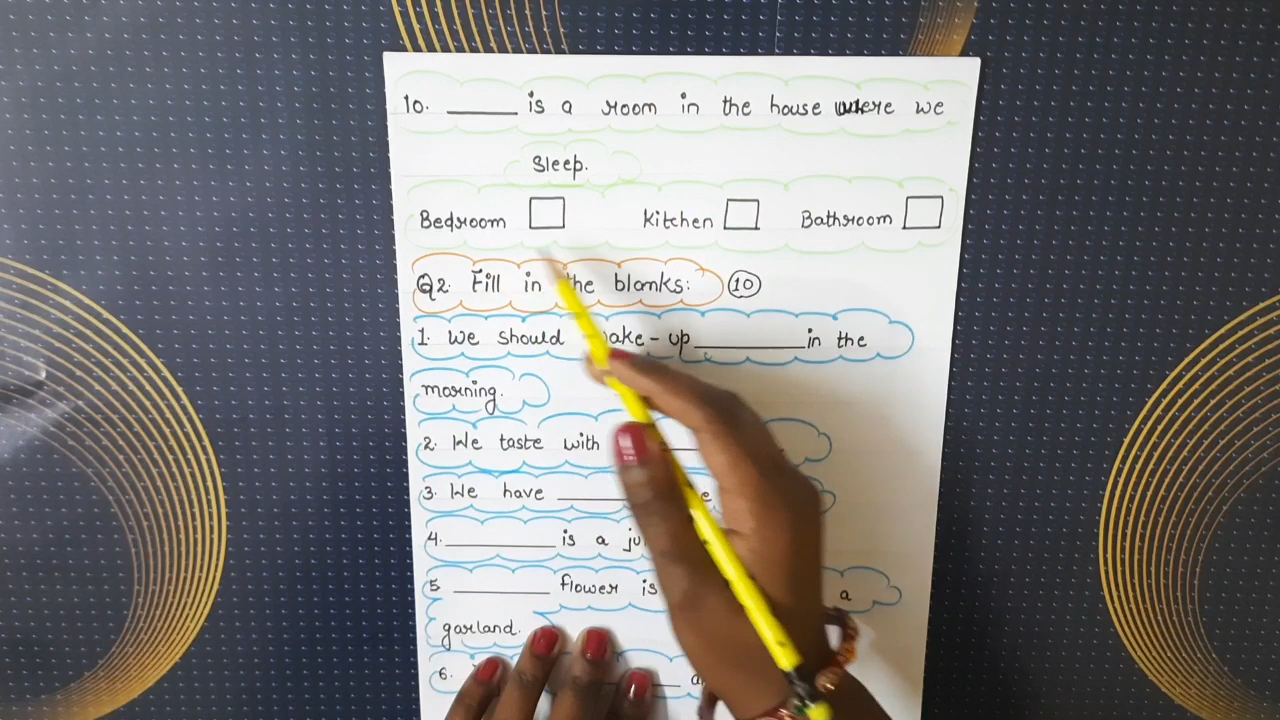 10. ______ is a room in the house where we
Sleep.
Bedroom Kitchen Bathroom
Q2. Fill in the blanks: 10
1. We should wake-up ________ in the
morning.
2. We taste with
3. We have ________
4. ________ is a
5 ________ flower is a
garland.
6.